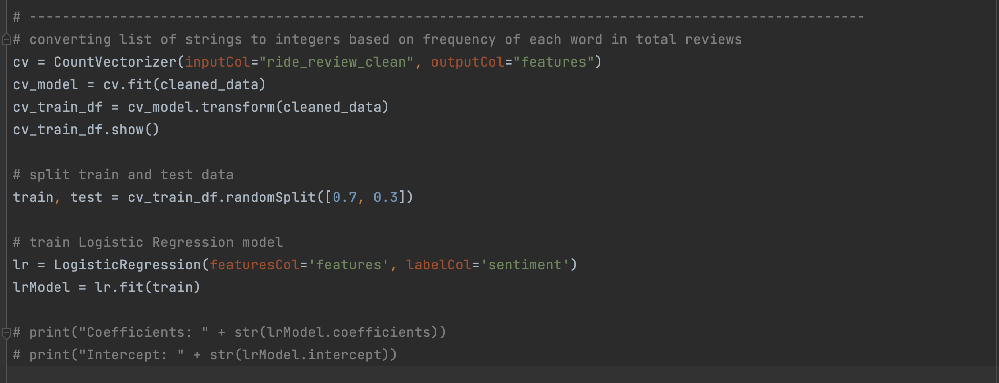 # ------------------------------------------------------------------------------------------------------
# converting list of strings to integers based on frequency of each word in total reviews
cv = CountVectorizer(inputCol="ride_review_clean", outputCol="features")
cv_model = cv.fit(cleaned_data)
cv_train_df = cv_model.transform(cleaned_data)
cv_train_df.show()
# split train and test data
train, test = cv_train_df.randomSplit([0.7, 0.3])
# train Logistic Regression model
lr = LogisticRegression(featuresCol='features', labelCol='sentiment')
lrModel = lr.fit(train)
# print("Coefficients: " + str(lrModel.coefficients))
# print("Intercept: " + str(lrModel.intercept))